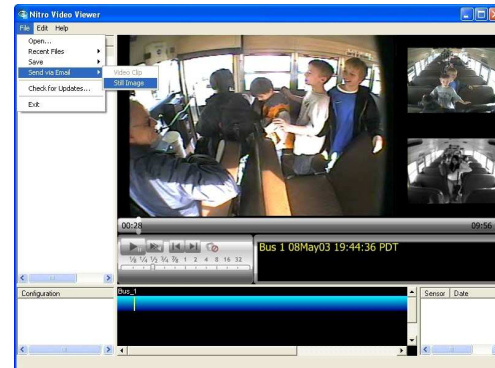 Nitro Video Viewer
File Edit Help
Open...
Recent Files
Save
Send via Email
Video Clip
Still Image
Check for Updates...
Exit
00:28
09:56
Bus 1 08May03 19:44:36 PDT
1/8 1/4 1/2 3/4 7/8 1 2 4 8 16 32
Configuration
Bus_1
Sensor Date